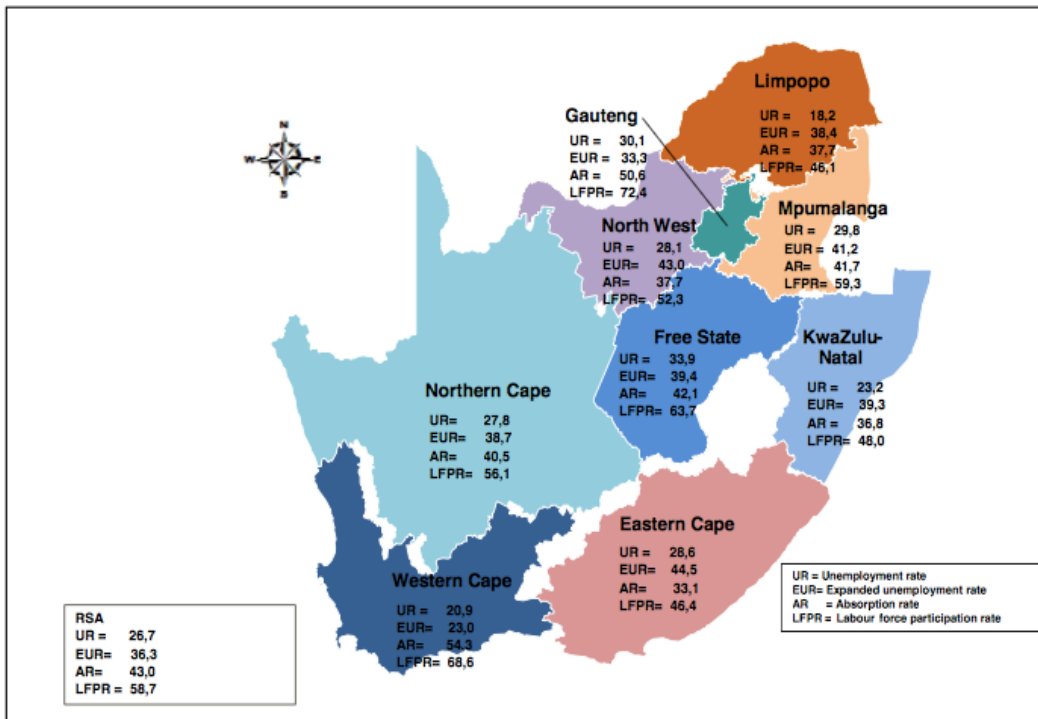 Limpopo
UR = 18,2
EUR = 38,4
AR = 37,7
LFPR= 46,1
Gauteng
UR = 30,1
EUR = 33,3
AR = 50,6
LFPR= 72,4
N
W E
S
Mpumalanga
UR = 29,8
EUR = 41,2
AR= 41,7
LFPR= 59,3
North West
UR = 28,1
EUR= 43,0
AR= 37,7
LFPR= 52,3
Free State
UR = 33,9
EUR= 39,4
AR= 42,1
LFPR= 63,7
KwaZulu-
Natal
UR = 23,2
EUR= 39,3
AR = 36,8
LFPR= 48,0
Northern Cape
UR= 27,8
EUR= 38,7
AR = 40,5
LFPR = 56,1
Eastern Cape
UR = 28,6
EUR= 44,5
AR= 33,1
LFPR= 46,4
Western Cape
UR = 20,9
EUR= 23,0
AR= 54,3
LFPR= 68,6
UR = Unemployment rate
EUR= Expanded unemployment rate
AR = Absorption rate
LFPR = Labour force participation rate
RSA
UR = 26,7
EUR= 36,3
AR= 43,0
LFPR = 58,7